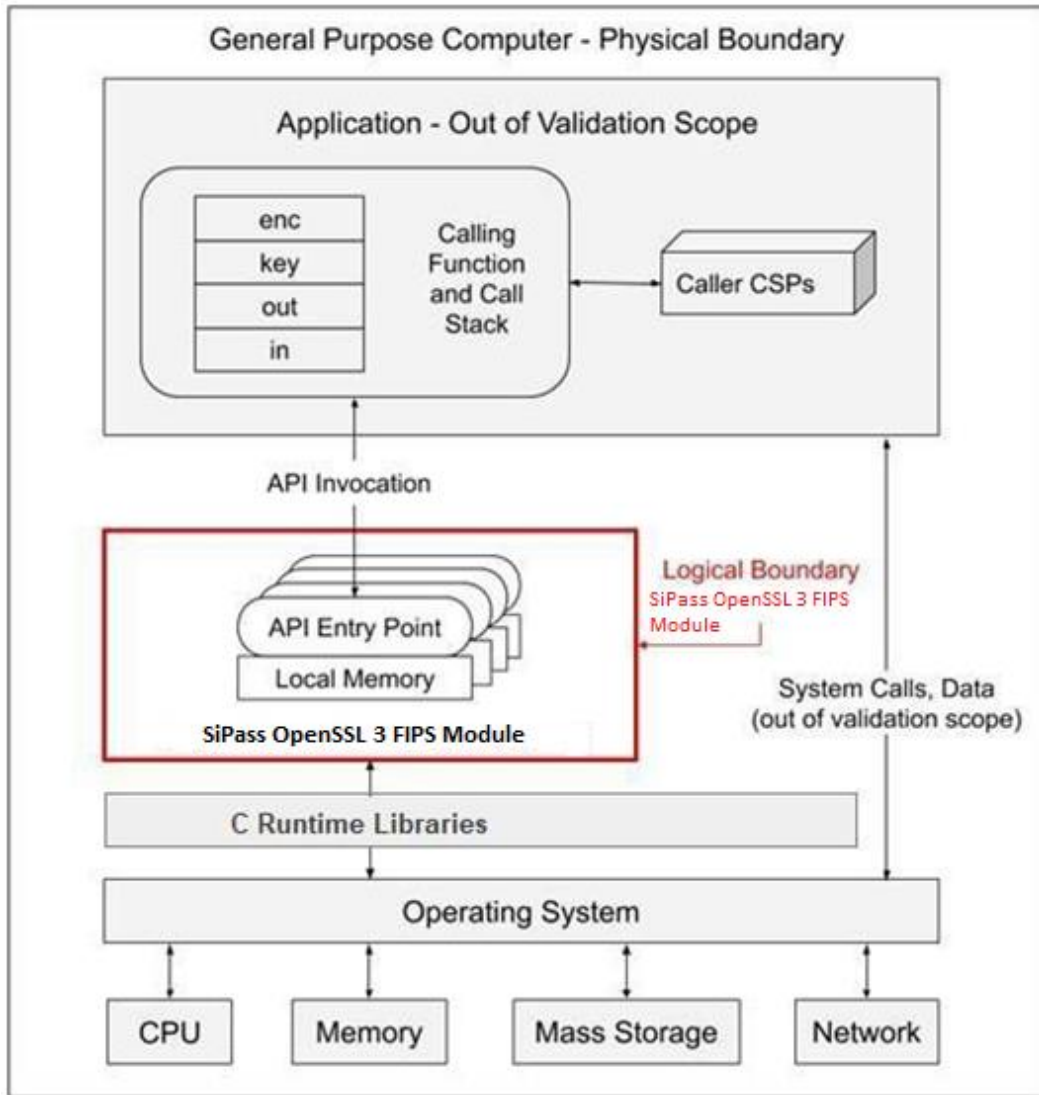 General Purpose Computer - Physical Boundary
Application - Out of Validation Scope
enc
key
out
in
Calling
Function
and Call
Stack
Caller CSPs
API Invocation
API Entry Point
Local Memory
SiPass OpenSSL 3 FIPS Module
Logical Boundary
SiPass OpenSSL 3 FIPS
Module
System Calls, Data
(out of validation scope)
C Runtime Libraries
Operating System
CPU
Memory
Mass Storage
Network